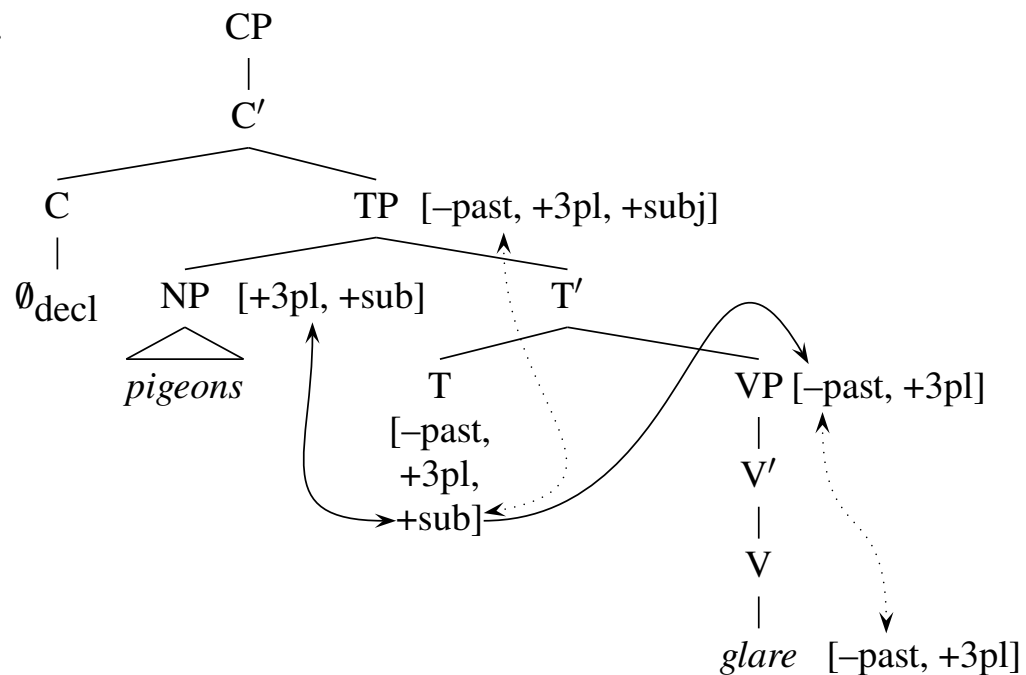 CP
C′
C TP [–past, +3pl, +subj]
∅decl NP [+3pl, +sub] T′
pigeons T VP [–past, +3pl]
[–past,
+3pl, V′
+sub]
V
glare [–past, +3pl]